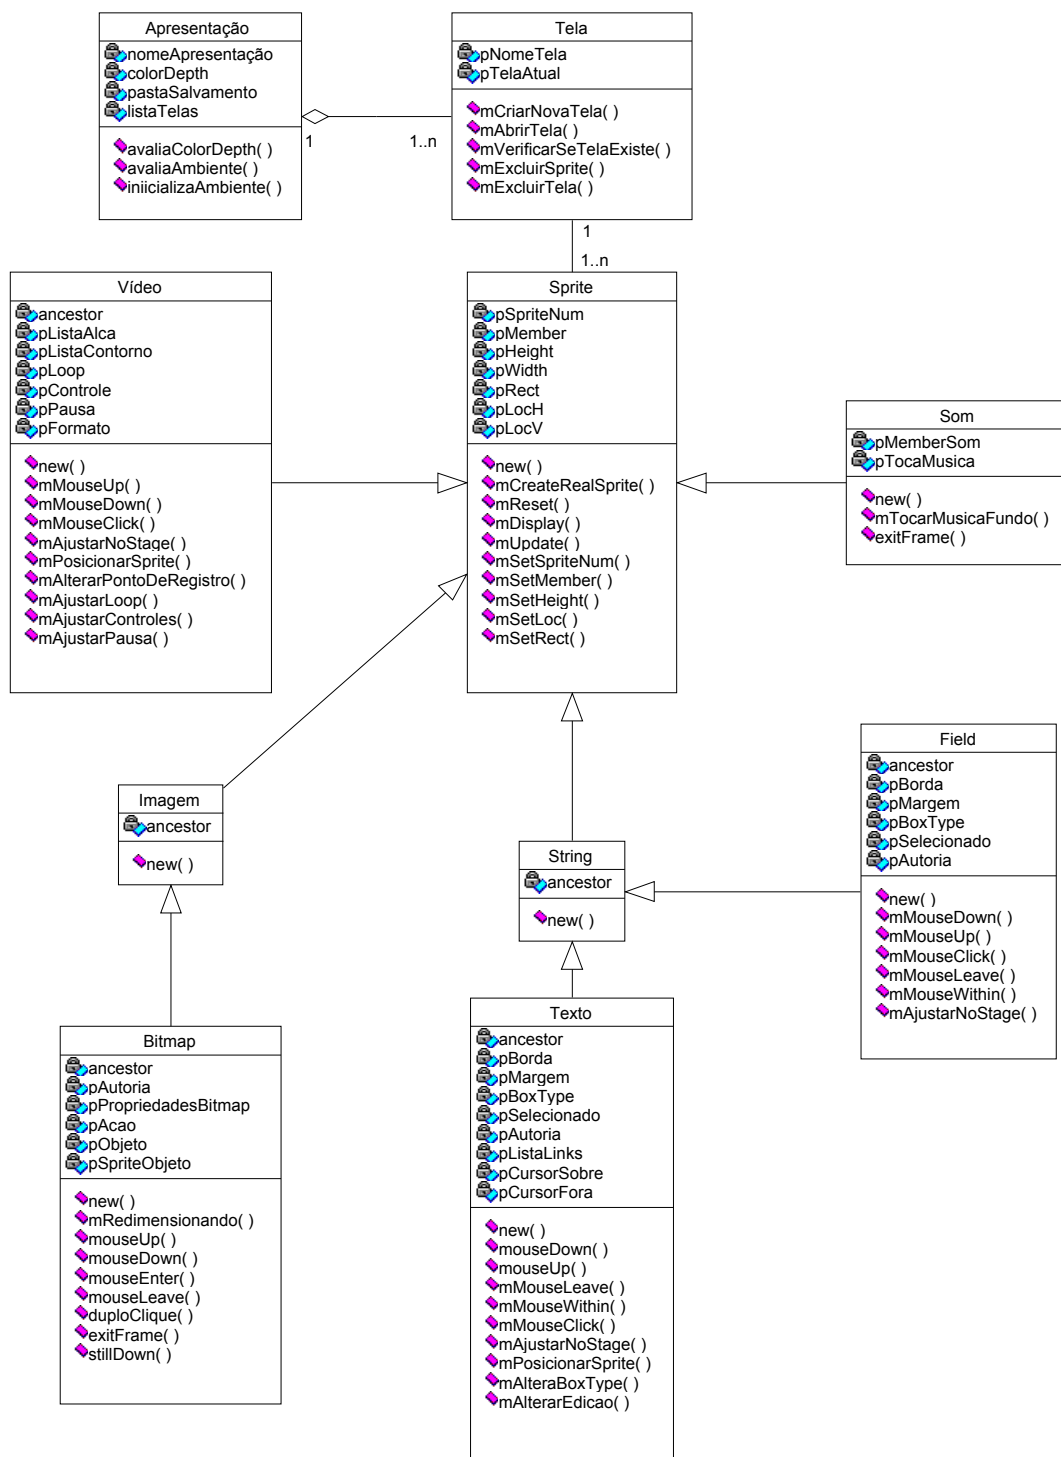 Apresentação
nomeApresentação
colorDepth
pastaSalvamento
listaTelas
avaliaColorDepth( )
avaliaAmbiente( )
iniicializaAmbiente( )
1
1..n
Tela
pNomeTela
pTelaAtual
mCriarNovaTela( )
mAbrirTela( )
mVerificarSeTelaExiste( )
mExcluirSprite( )
mExcluirTela( )
1
1..n
Vídeo
ancestor
pListaAlca
pListaContorno
pLoop
pControle
pPausa
pFormato
new( )
mMouseUp( )
mMouseDown( )
mMouseClick( )
mAjustarNoStage( )
mPosicionarSprite( )
mAlterarPontoDeRegistro( )
mAjustarLoop( )
mAjustarControles( )
mAjustarPausa( )
Sprite
pSpriteNum
pMember
pHeight
pWidth
pRect
pLocH
pLocV
new( )
mCreateRealSprite( )
mReset( )
mDisplay( )
mUpdate( )
mSetSpriteNum( )
mSetMember( )
mSetHeight( )
mSetLoc( )
mSetRect( )
Som
pMemberSom
pTocaMusica
new( )
mTocarMusicaFundo( )
exitFrame( )
Imagem
ancestor
new( )
String
ancestor
new( )
Field
ancestor
pBorda
pMargem
pBoxType
pSelecionado
pAutoria
new( )
mMouseDown( )
mMouseUp( )
mMouseClick( )
mMouseLeave( )
mMouseWithin( )
mAjustarNoStage( )
Bitmap
ancestor
pAutoria
pPropriedadesBitmap
pAcao
pObjeto
pSpriteObjeto
new( )
mRedimensionando( )
mouseUp( )
mouseDown( )
mouseEnter( )
mouseLeave( )
duploClique( )
exitFrame( )
stillDown( )
Texto
ancestor
pBorda
pMargem
pBoxType
pSelecionado
pAutoria
pListaLinks
pCursorSobre
pCursorFora
new( )
mouseDown( )
mouseUp( )
mMouseLeave( )
mMouseWithin( )
mMouseClick( )
mAjustarNoStage( )
mPosicionarSprite( )
mAlteraBoxType( )
mAlterarEdicao( )